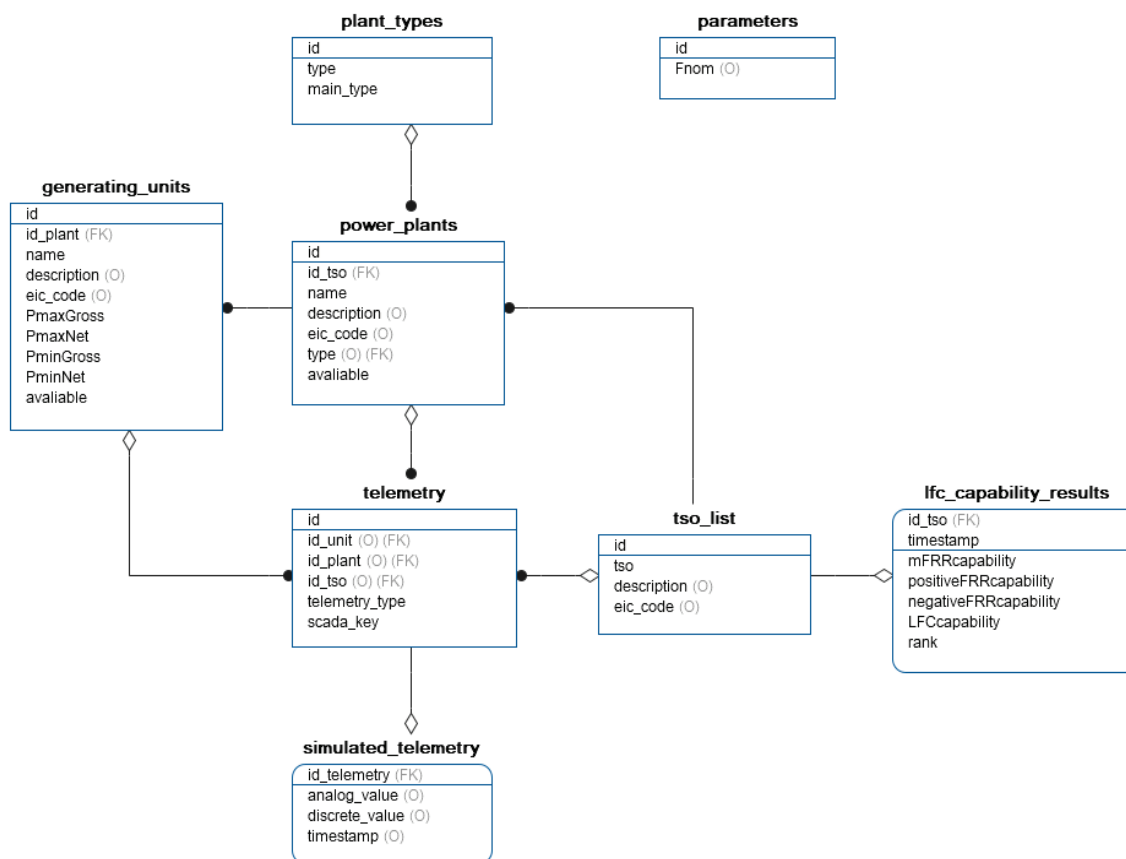 plant_types
id
type
main_type
parameters
id
Fnom (O)
generating_units
id
id_plant (FK)
name
description (O)
eic_code (O)
PmaxGross
PmaxNet
PminGross
PminNet
avaliable
power_plants
id
id_tso (FK)
name
description (O)
eic_code (O)
type (O) (FK)
avaliable
telemetry
id
id_unit (O) (FK)
id_plant (O) (FK)
id_tso (O) (FK)
telemetry_type
scada_key
tso_list
id
tso
description (O)
eic_code (O)
lfc_capability_results
id_tso (FK)
timestamp
mFRRcapability
positiveFRRcapability
negativeFRRcapability
LFCcapability
rank
simulated_telemetry
id_telemetry (FK)
analog_value (O)
discrete_value (O)
timestamp (O)